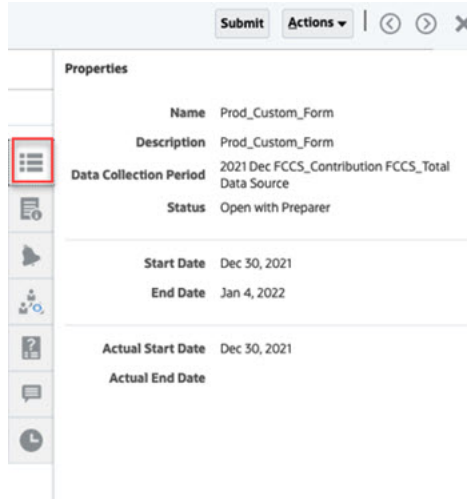 Submit Actions
Properties
Name Prod_Custom_Form
Description Prod_Custom_Form
Data Collection Period 2021 Dec FCCS_Contribution FCCS_Total
Data Source
Status Open with Preparer
Start Date Dec 30, 2021
End Date Jan 4, 2022
Actual Start Date Dec 30, 2021
Actual End Date